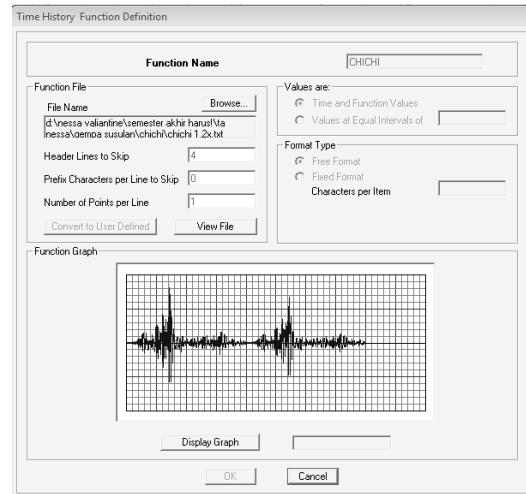 Time History Function Definition
Function Name
CHICHI
Function File
File Name
Browse...
d:\nessa valiantine\semester akhir harus!\ta
nessa\gempa susulan\chichi\chichi 1.2x.txt
Header Lines to Skip
4
Prefix Characters per Line to Skip
0
Number of Points per Line
1
Convert to User Defined
View File
Values are:
Time and Function Values
Values at Equal Intervals of
Format Type
Free Format
Fixed Format
Characters per Item
Function Graph
Display Graph
OK
Cancel